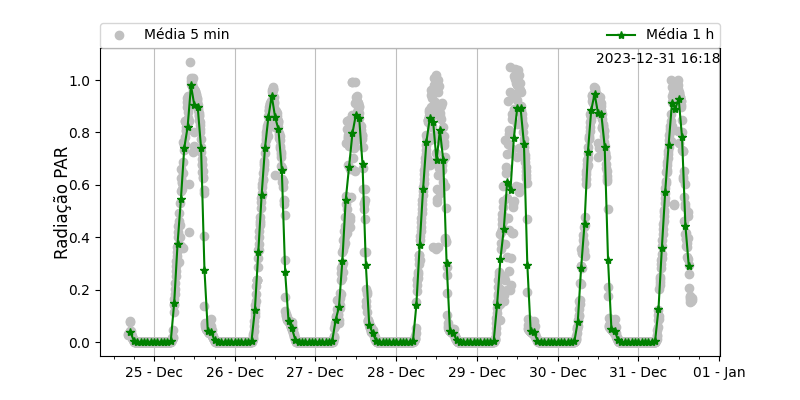 Média 5 min
Média 1 h
2023-12-31 16:18
Radiação PAR
1.0
0.8
0.6
0.4
0.2
0.0
25 - Dec
26 - Dec
27 - Dec
28 - Dec
29 - Dec
30 - Dec
31 - Dec
01 - Jan